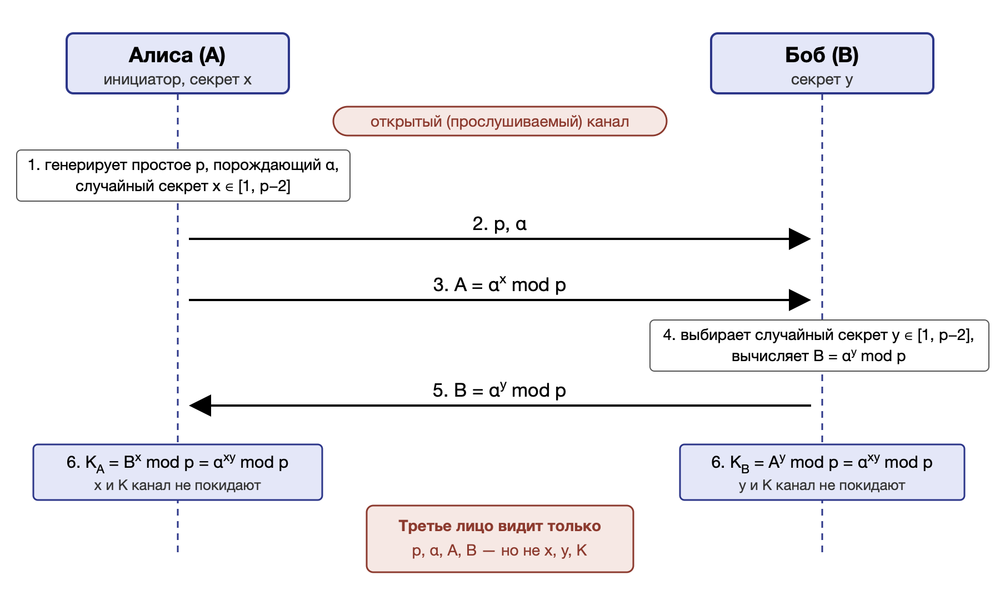 Алиса (A)
инициатор, секрет x
Боб (B)
секрет y
открытый (прослушиваемый) канал
1. генерирует простое p, порождающий α,
случайный секрет x ∈ [1, p−2]
2. p, α
3. A = αˣ mod p
4. выбирает случайный секрет y ∈ [1, p−2],
вычисляет B = αʸ mod p
5. B = αʸ mod p
6. K_A = Bˣ mod p = αˣʸ mod p
x и K канал не покидают
6. K_B = Aʸ mod p = αˣʸ mod p
y и K канал не покидают
Третье лицо видит только
p, α, A, B — но не x, y, K